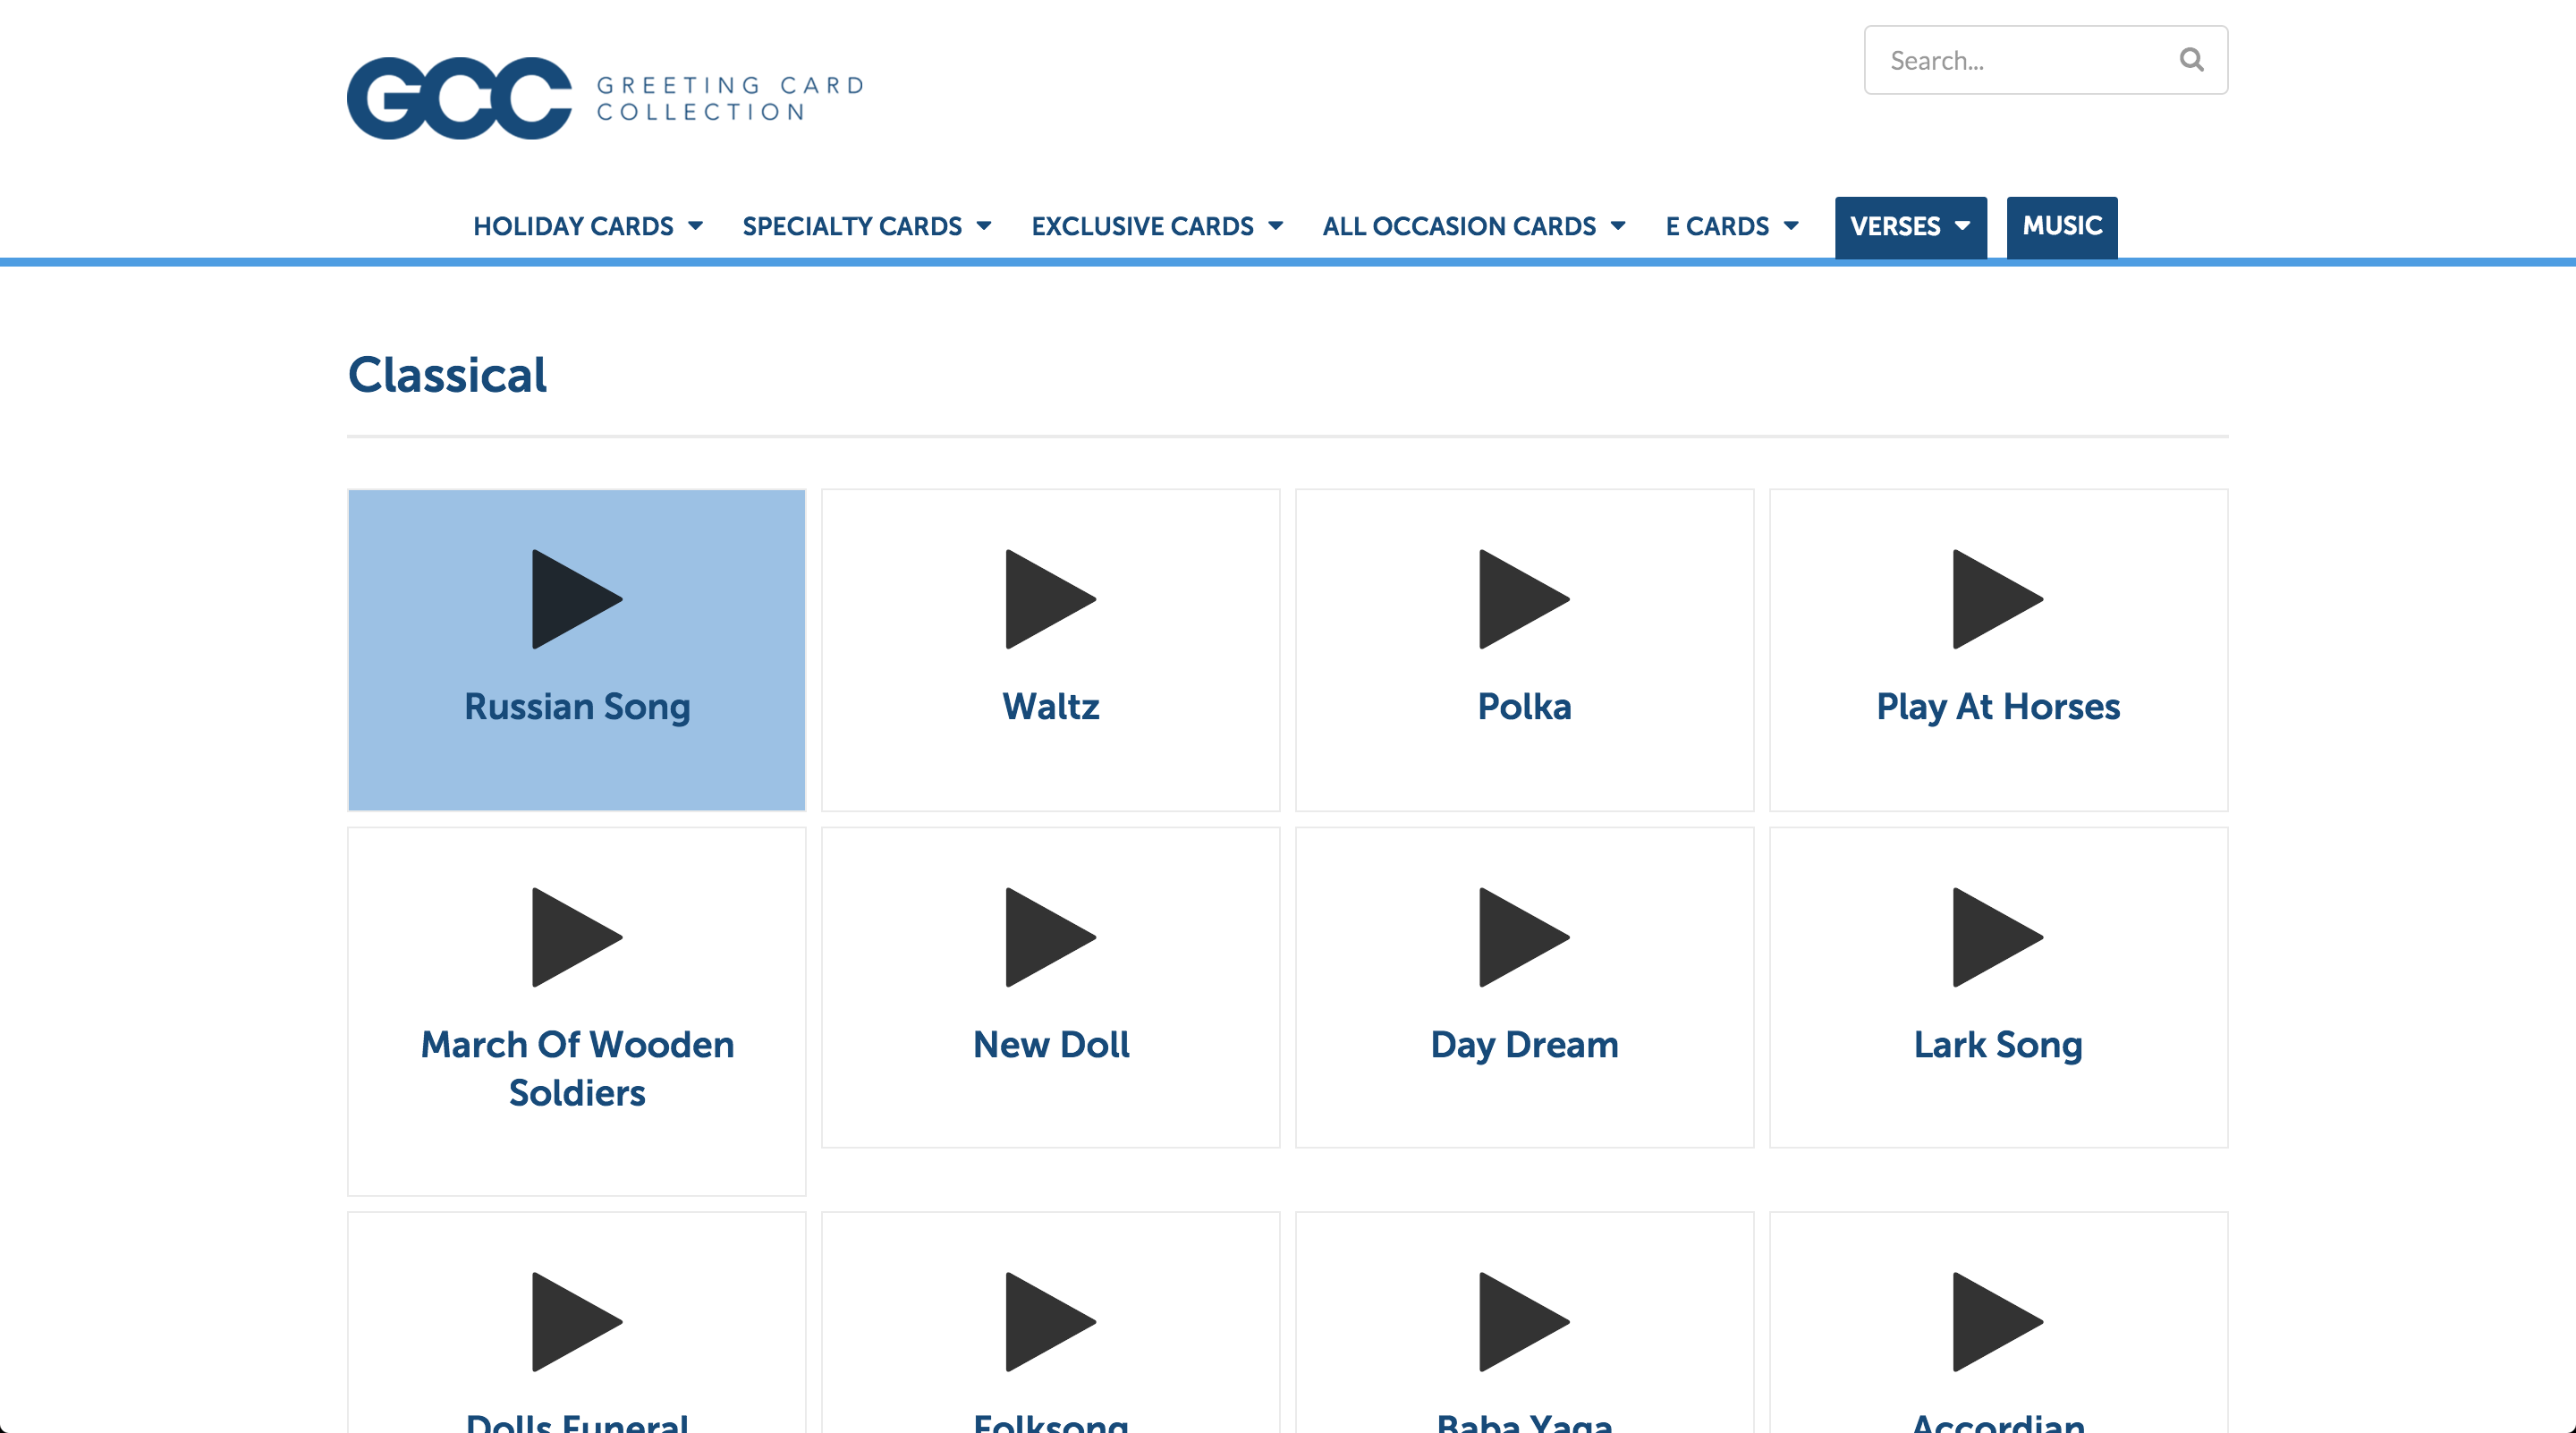 GCC
GREETING CARD
COLLECTION
Search...
HOLIDAY CARDS
SPECIALTY CARDS
EXCLUSIVE CARDS
ALL OCCASION CARDS
E CARDS
VERSES
MUSIC
Classical
Russian Song
Waltz
Polka
Play At Horses
March Of Wooden
Soldiers
New Doll
Day Dream
Lark Song
Dolls Funeral
Folksong
Baba Yaga
Accordian